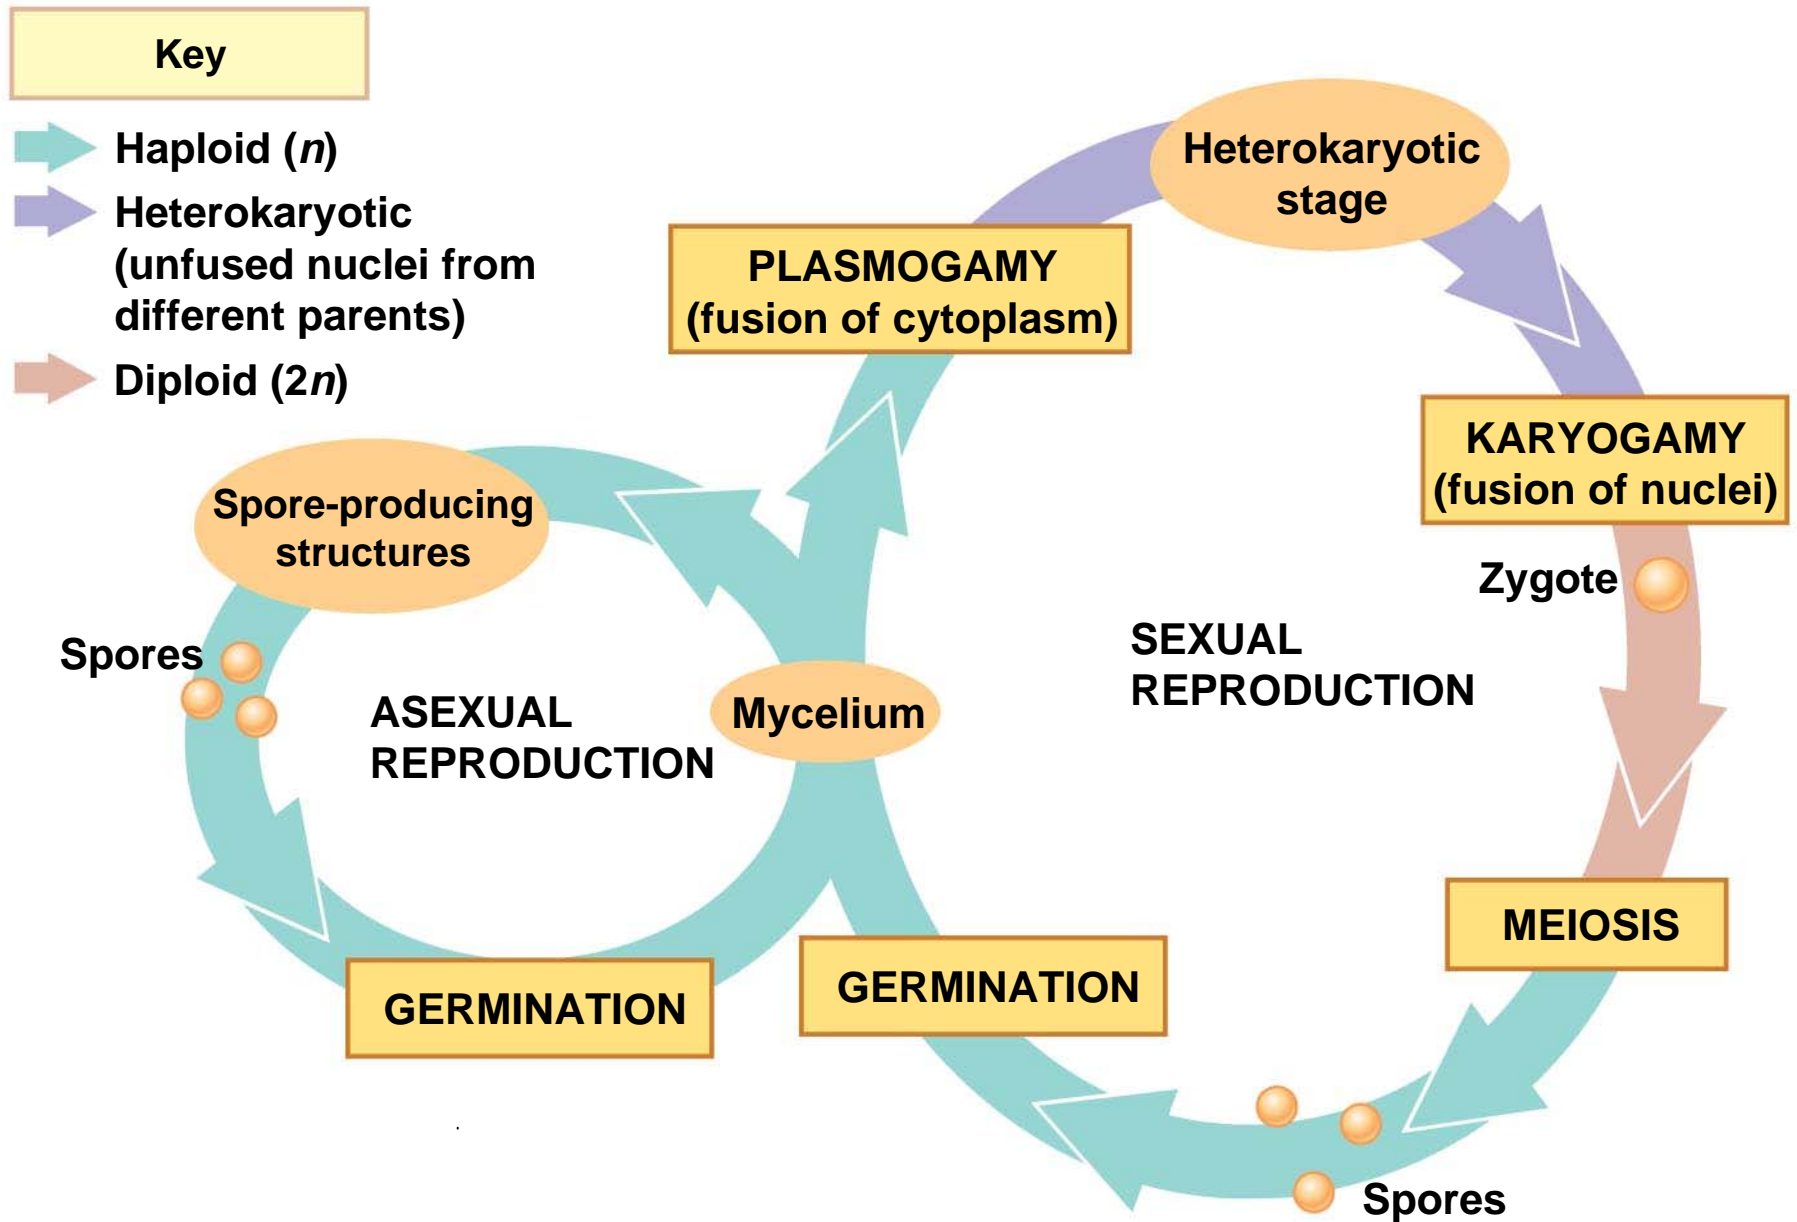 Key
Haploid (n)
Heterokaryotic
(unfused nuclei from
different parents)
Diploid (2n)
Heterokaryotic
stage
PLASMOGAMY
(fusion of cytoplasm)
KARYOGAMY
(fusion of nuclei)
Spore-producing
structures
Zygote
Spores
SEXUAL
REPRODUCTION
ASEXUAL
REPRODUCTION
Mycelium
MEIOSIS
GERMINATION
GERMINATION
Spores